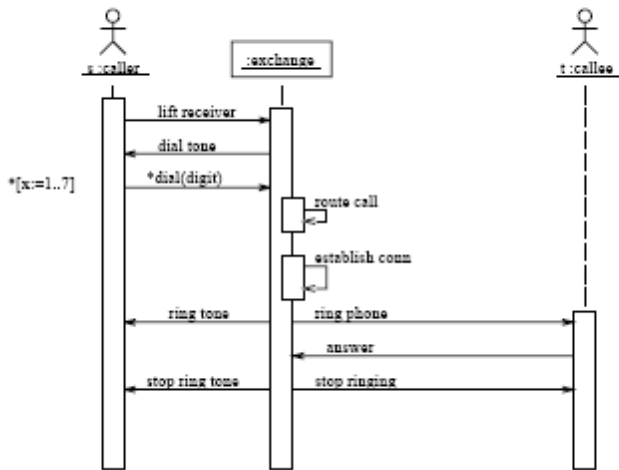 s :caller
:exchange
t :callee
lift receiver
dial tone
*[x:=1..7]
*dial(digit)
route call
establish conn
ring tone
ring phone
answer
stop ring tone
stop ringing